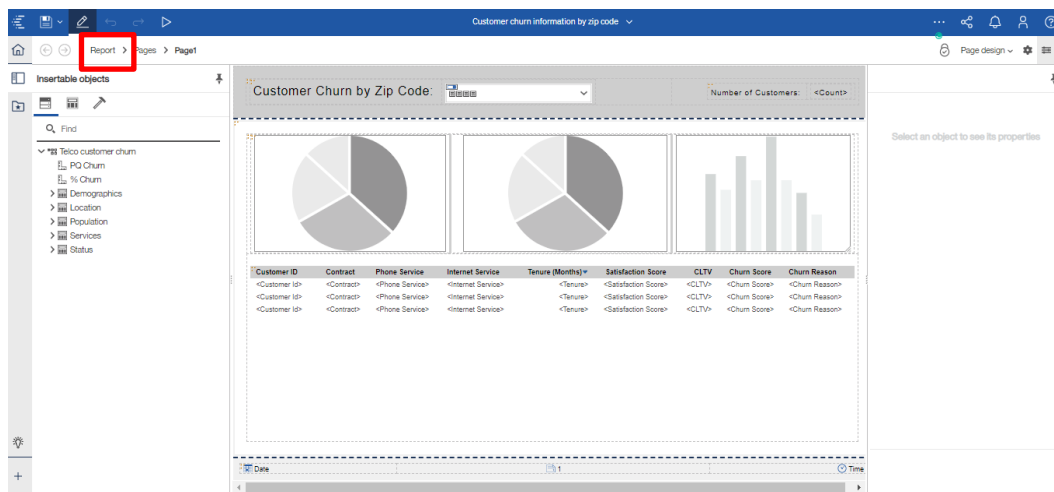 Customer churn information by zip code
Report > Pages > Page1
Page design
Insertable objects
Find
Telco customer churn
PQ Churn
% Churn
Demographics
Location
Population
Services
Status
Customer Churn by Zip Code:
Number of Customers: <Count>
Customer ID Contract Phone Service Internet Service Tenure (Months) Satisfaction Score CLTV Churn Score Churn Reason
<Customer Id> <Contract> <Phone Service> <Internet Service> <Tenure> <Satisfaction Score> <CLTV> <Churn Score> <Churn Reason>
<Customer Id> <Contract> <Phone Service> <Internet Service> <Tenure> <Satisfaction Score> <CLTV> <Churn Score> <Churn Reason>
<Customer Id> <Contract> <Phone Service> <Internet Service> <Tenure> <Satisfaction Score> <CLTV> <Churn Score> <Churn Reason>
Date 1 Time
Select an object to see its properties